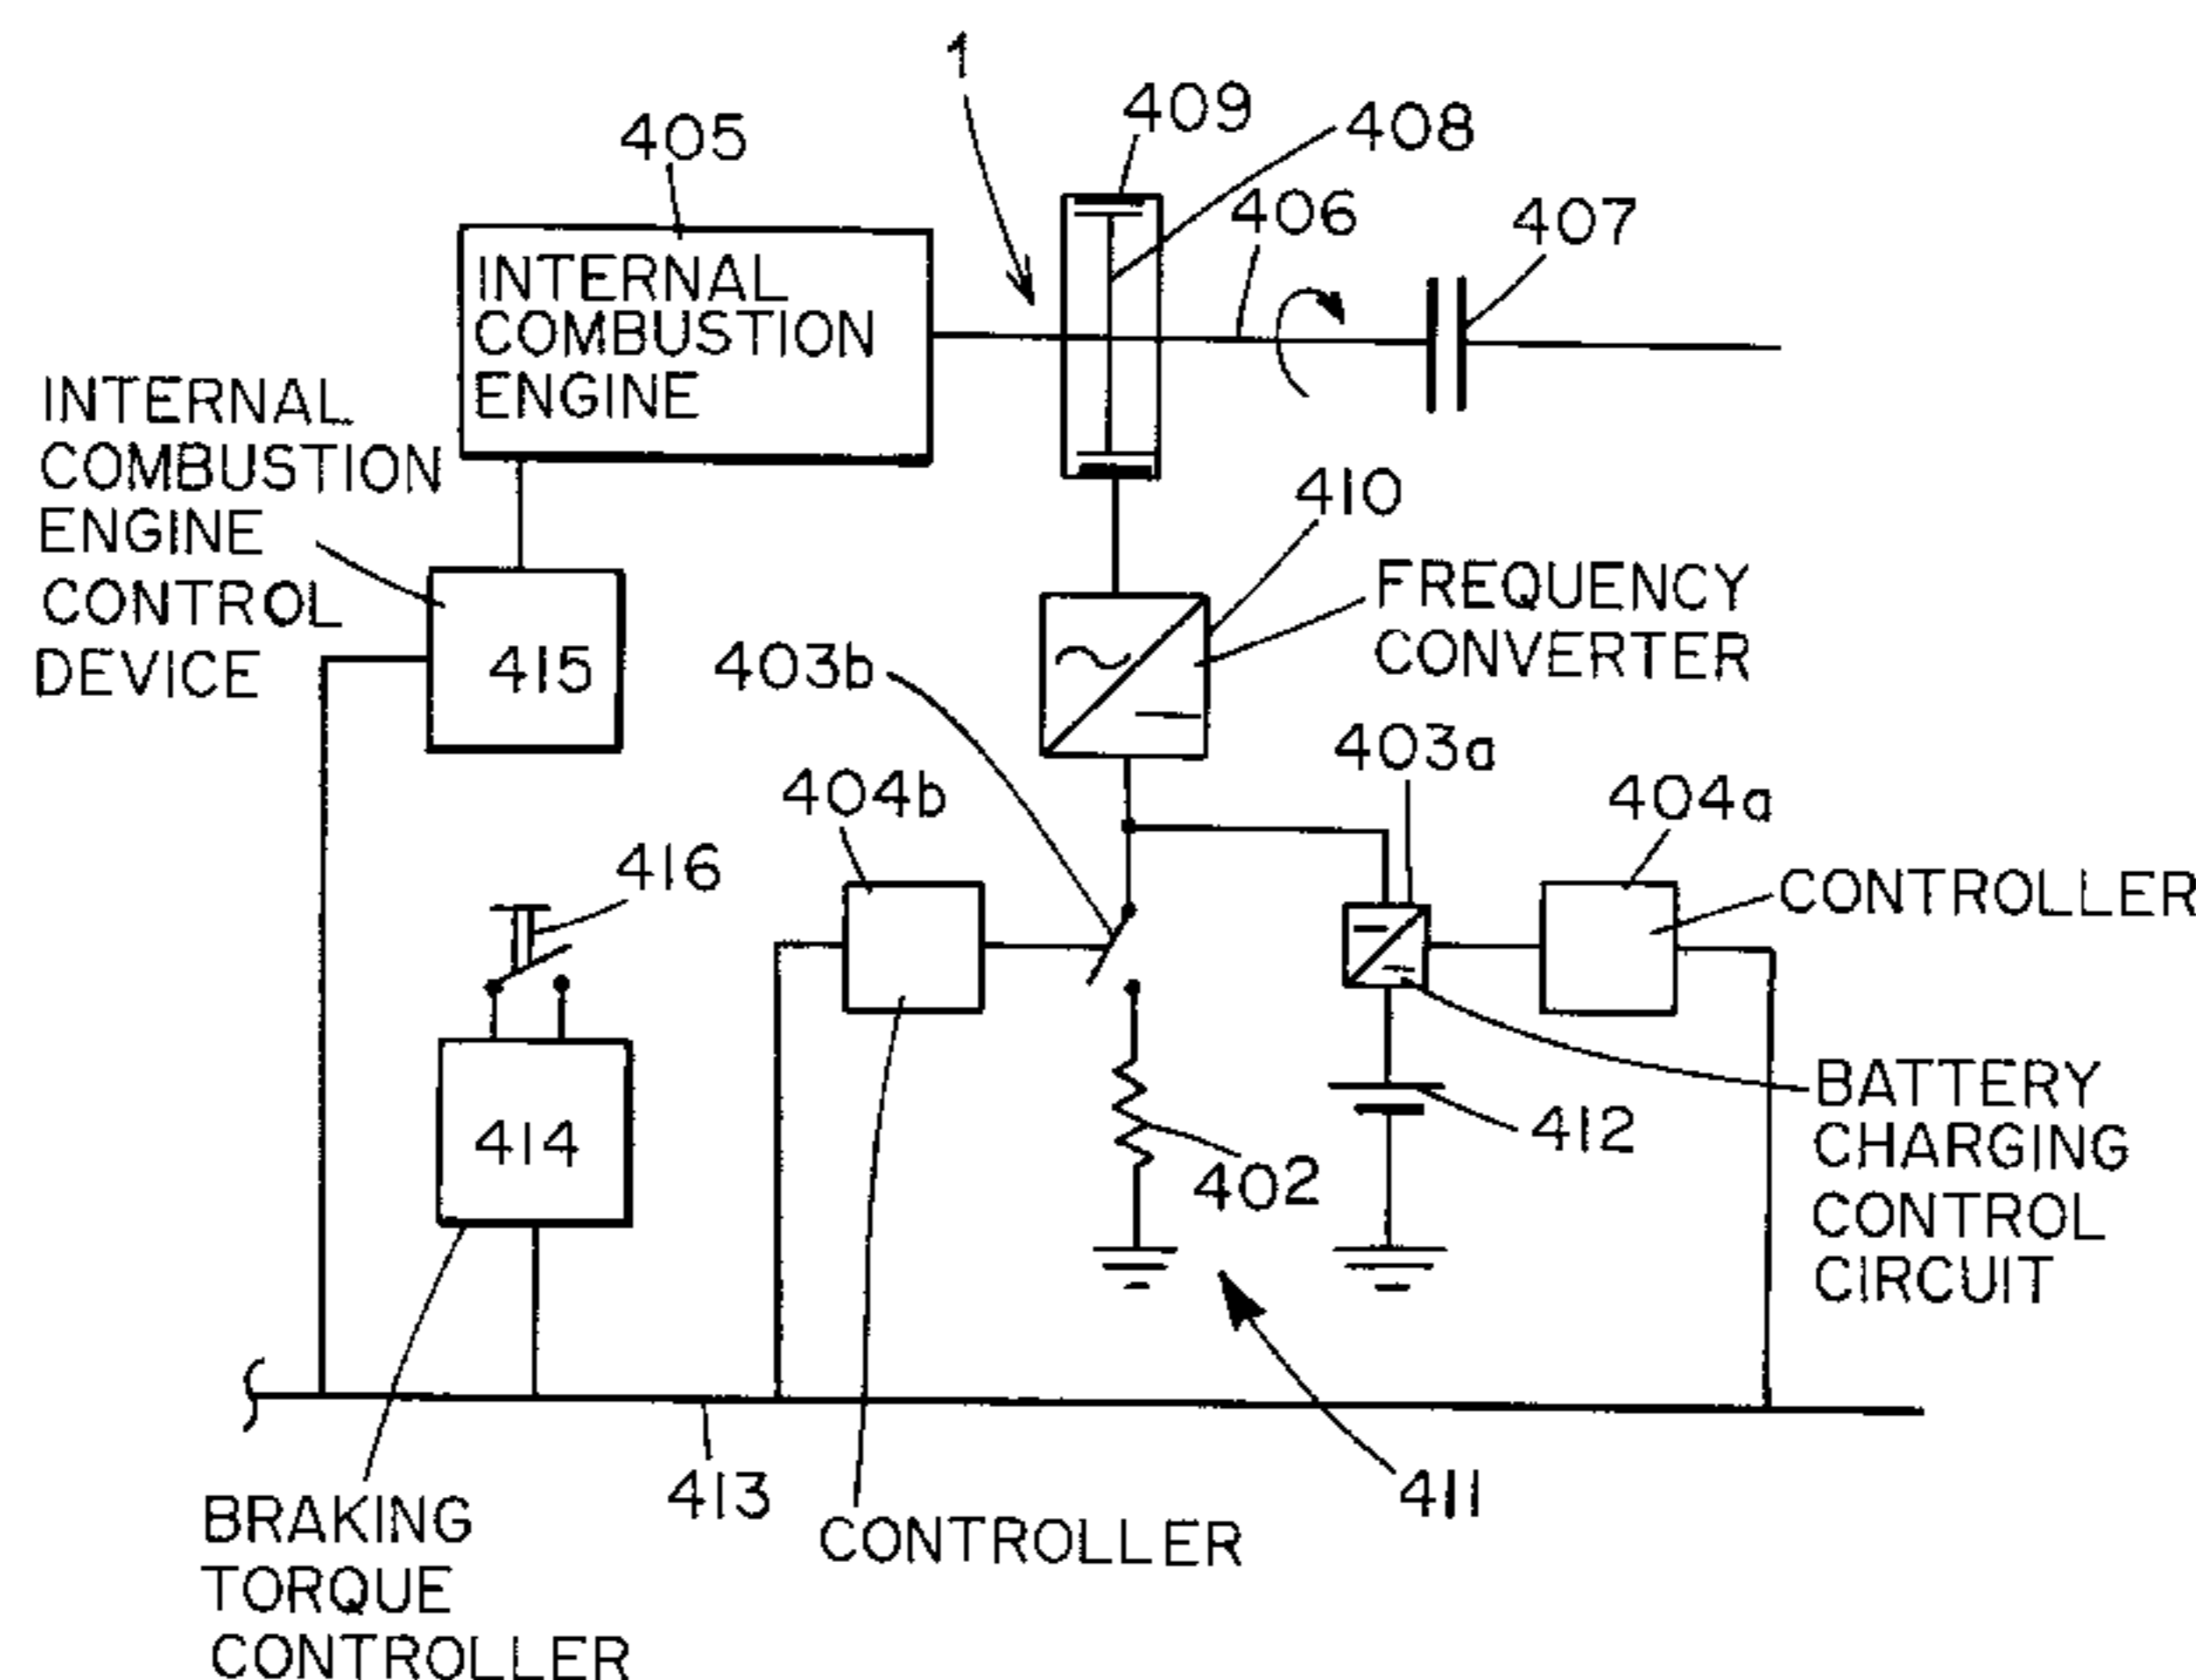 1
409
408
405
406
407
INTERNAL
COMBUSTION
ENGINE
INTERNAL
COMBUSTION
ENGINE
CONTROL
DEVICE
410
FREQUENCY
CONVERTER
415
403b
403a
404b
404a
416
CONTROLLER
BATTERY
CHARGING
CONTROL
CIRCUIT
414
412
402
413
411
BRAKING
TORQUE
CONTROLLER
CONTROLLER